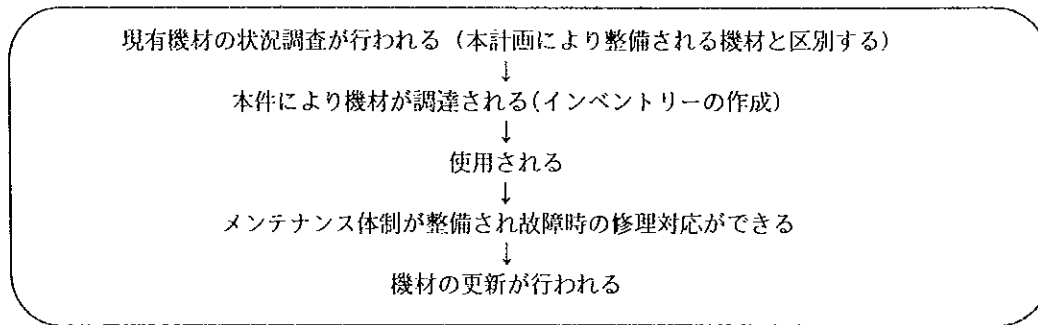 現有機材の状況調査が行われる（本計画により整備される機材と区別する）
↓
本件により機材が調達される(インベントリーの作成)
↓
使用される
↓
メンテナンス体制が整備され故障時の修理対応ができる
↓
機材の更新が行われる